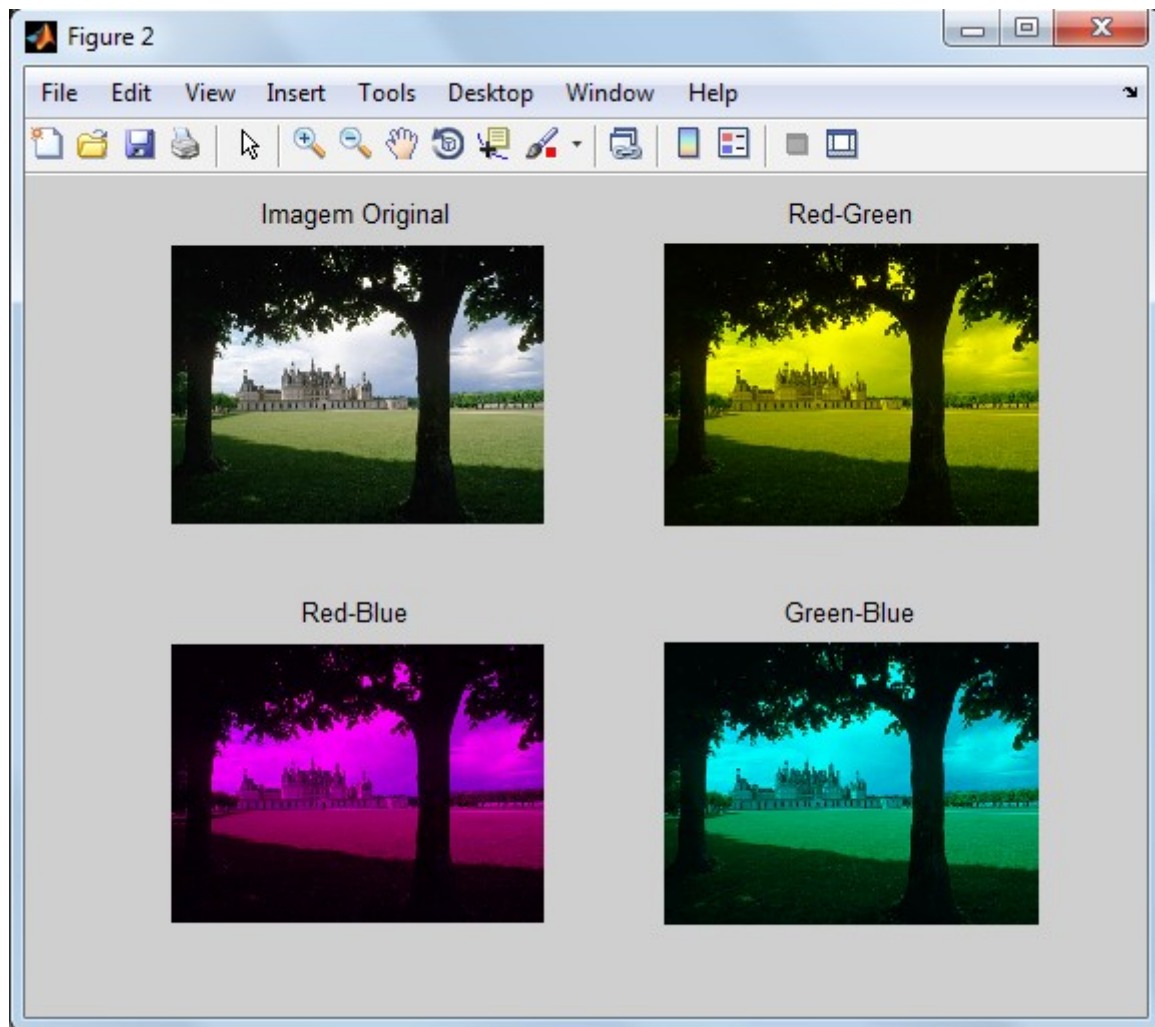 Figure 2
File Edit View Insert Tools Desktop Window Help
Imagem Original
Red-Green
Red-Blue
Green-Blue